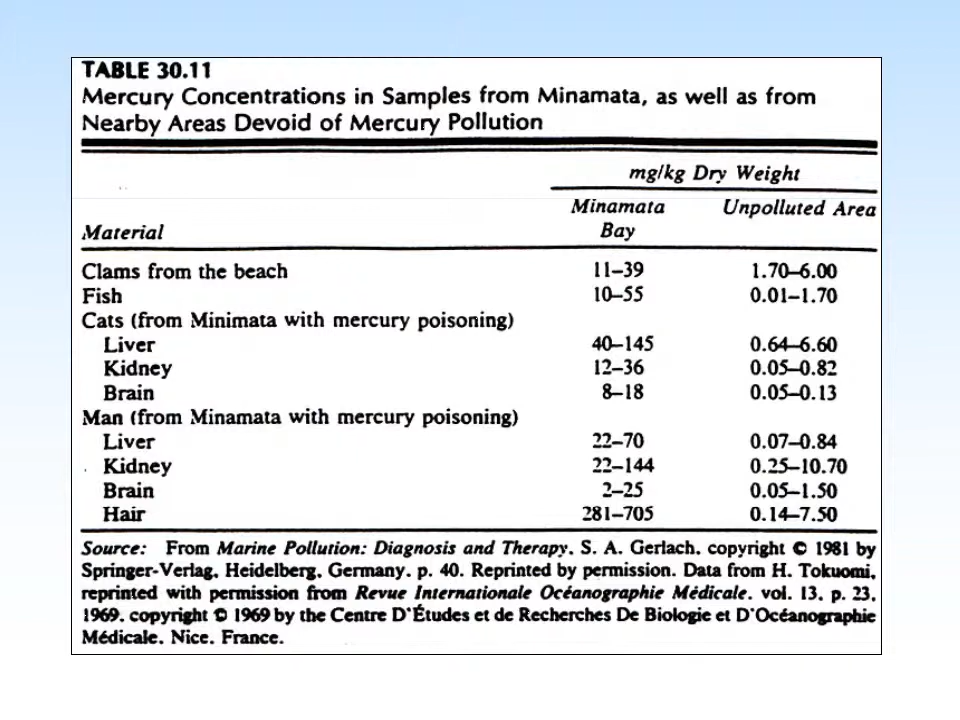 TABLE 30.11
Mercury Concentrations in Samples from Minamata, as well as from
Nearby Areas Devoid of Mercury Pollution
mg/kg Dry Weight
Material Minamata Bay Unpolluted Area
Clams from the beach 11–39 1.70–6.00
Fish 10–55 0.01–1.70
Cats (from Minimata with mercury poisoning)
Liver 40–145 0.64–6.60
Kidney 12–36 0.05–0.82
Brain 8–18 0.05–0.13
Man (from Minamata with mercury poisoning)
Liver 22–70 0.07–0.84
Kidney 22–144 0.25–10.70
Brain 2–25 0.05–1.50
Hair 281–705 0.14–7.50
Source: From Marine Pollution: Diagnosis and Therapy. S. A. Gerlach. copyright © 1981 by
Springer-Verlag, Heidelberg, Germany. p. 40. Reprinted by permission. Data from H. Tokuomi,
reprinted with permission from Revue Internationale Océanographie Médicale. vol. 13. p. 23,
1969. copyright © 1969 by the Centre D'Études et de Recherches De Biologie et D'Océanographie
Médicale. Nice. France.